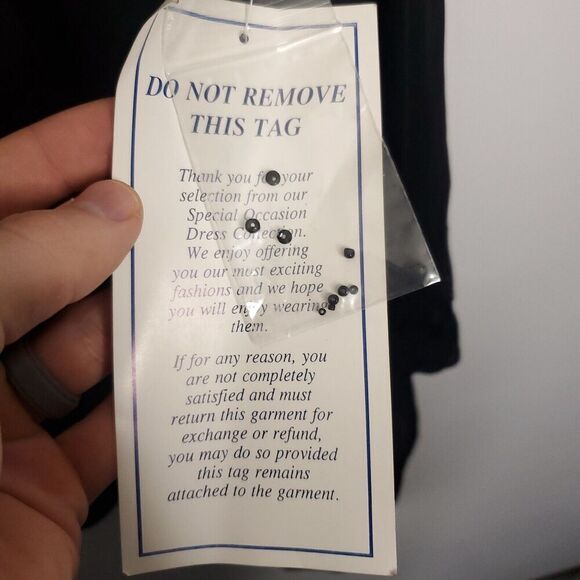 DO NOT REMOVE
THIS TAG
Thank you for your
selection from our
Special Occasion
Dress Collection.
We enjoy offering
you our most exciting
fashions and we hope
you will enjoy wearing
them.
If for any reason, you
are not completely
satisfied and must
return this garment for
exchange or refund,
you may do so provided
this tag remains
attached to the garment.